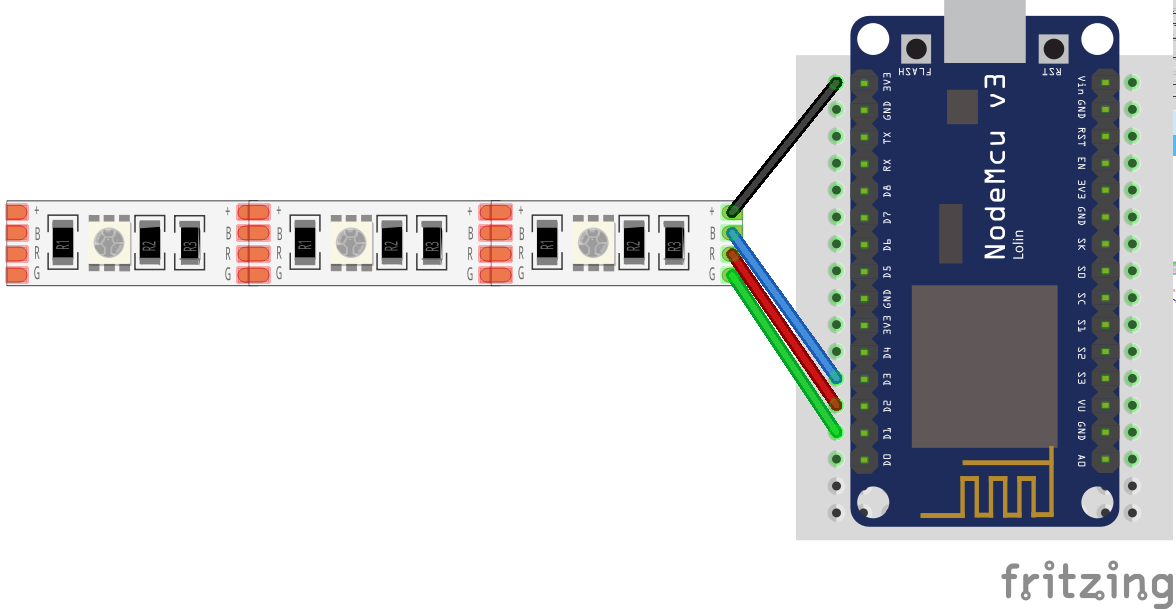 FLASH
RST
3V3
GND
TX
RX
D8
D7
D6
D5
GND
3V3
D4
D3
D2
D1
D0
NodeMcu v3
Lolin
Vin
GND
RST
EN
3V3
GND
SK
SO
SC
S1
S2
S3
VU
GND
A0
+
B
R
G
R1
R2
R3
+
B
R
G
R1
R2
R3
+
B
R
G
R1
R2
R3
+
B
R
G
fritzing